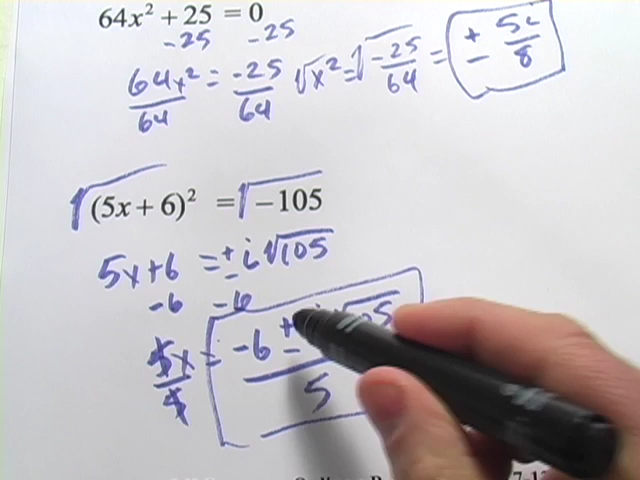 64x² + 25 = 0
-25 -25
64x² = -25 √x² = √-25 = ± 5i
64 64 64 8
√(5x + 6)² = √-105
5x+6 = ± i√105
-6 -6
5x = -6 ±
5 5